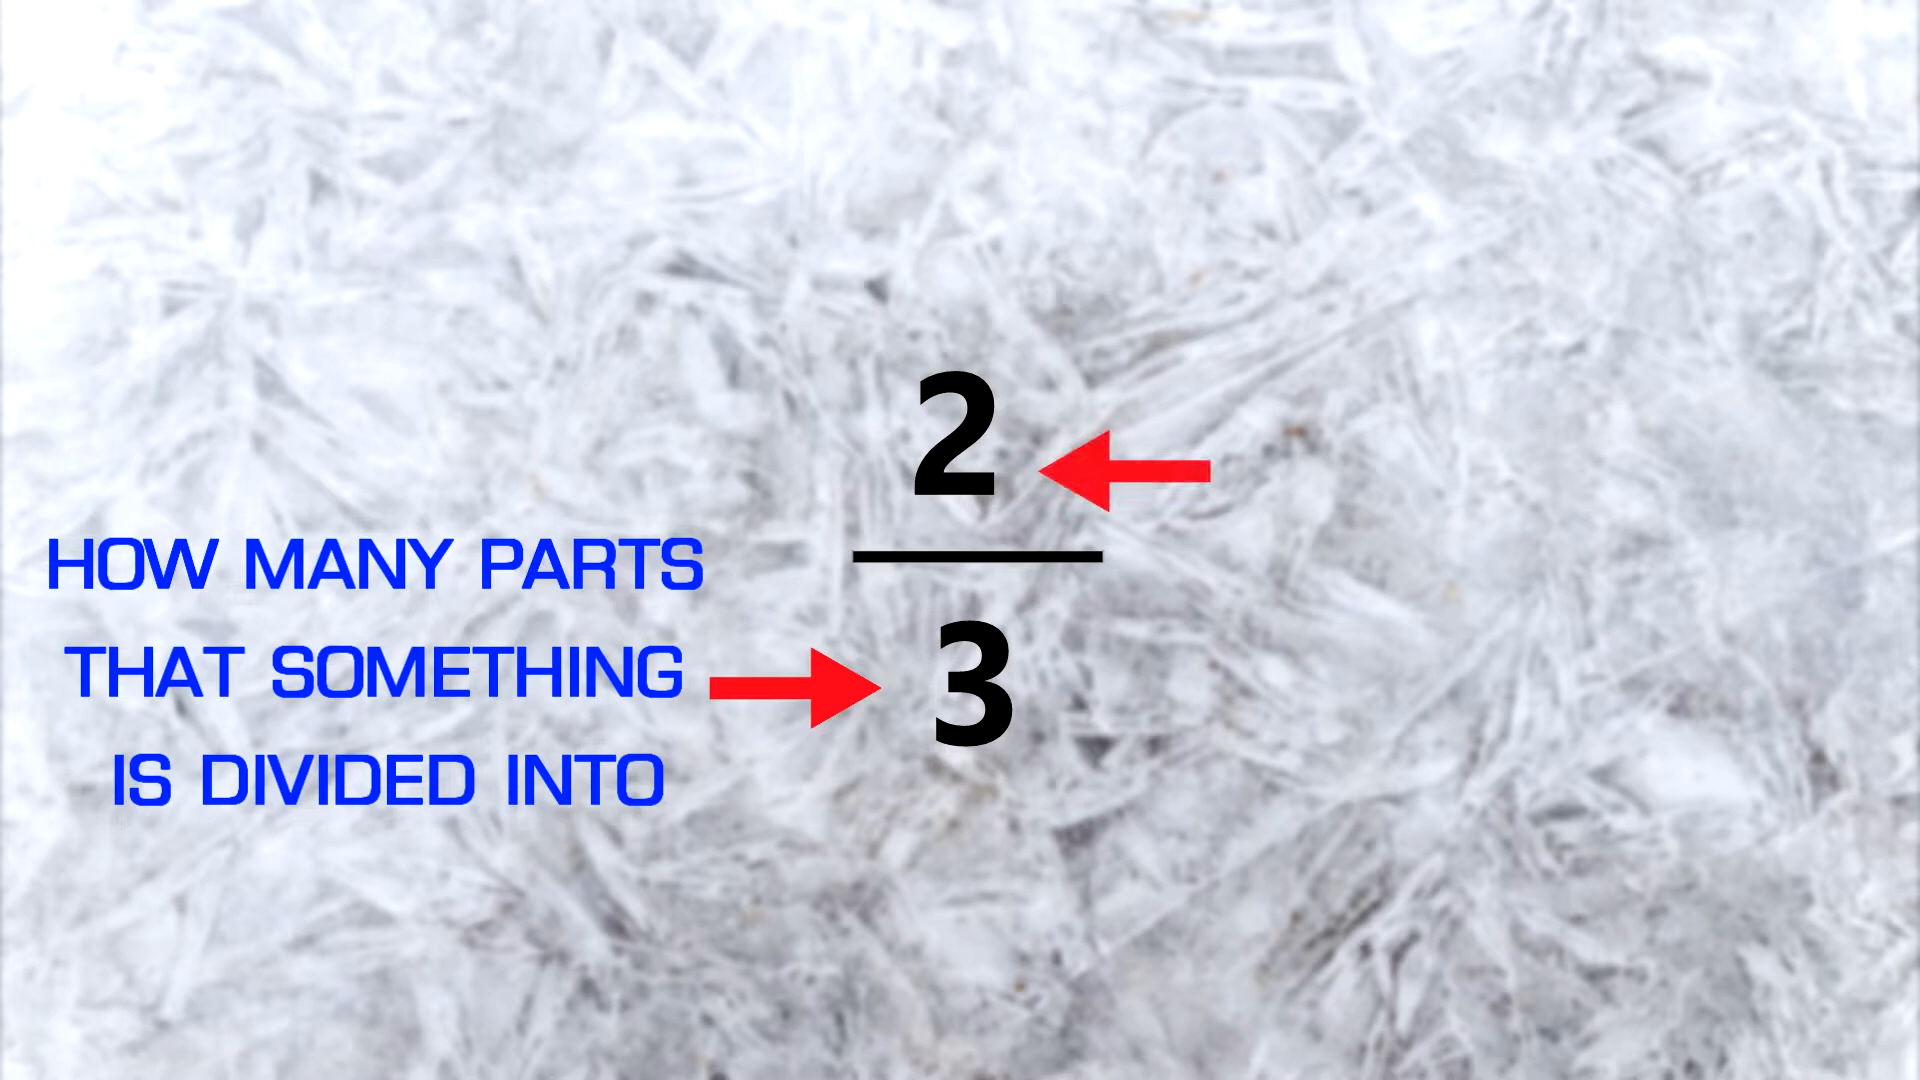 2
HOW MANY PARTS
THAT SOMETHING
IS DIVIDED INTO
3